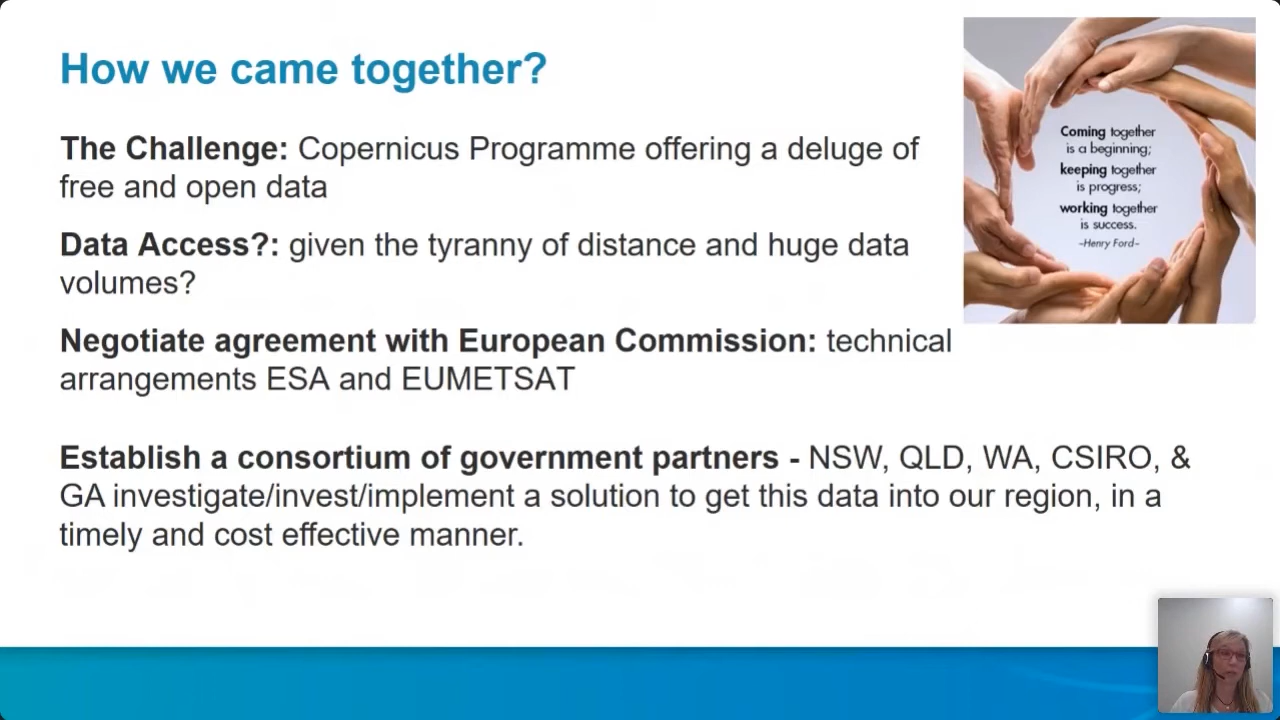 How we came together?
The Challenge: Copernicus Programme offering a deluge of
free and open data
Data Access?: given the tyranny of distance and huge data
volumes?
Negotiate agreement with European Commission: technical
arrangements ESA and EUMETSAT
Establish a consortium of government partners - NSW, QLD, WA, CSIRO, &
GA investigate/invest/implement a solution to get this data into our region, in a
timely and cost effective manner.
Coming together
is a beginning;
keeping together
is progress;
working together
is success.
~Henry Ford~